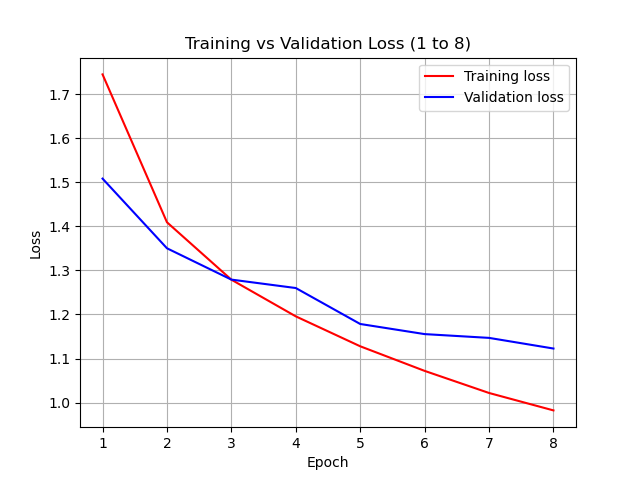 Training vs Validation Loss (1 to 8)
Training loss
Validation loss
Loss
1.7
1.6
1.5
1.4
1.3
1.2
1.1
1.0
1 2 3 4 5 6 7 8
Epoch